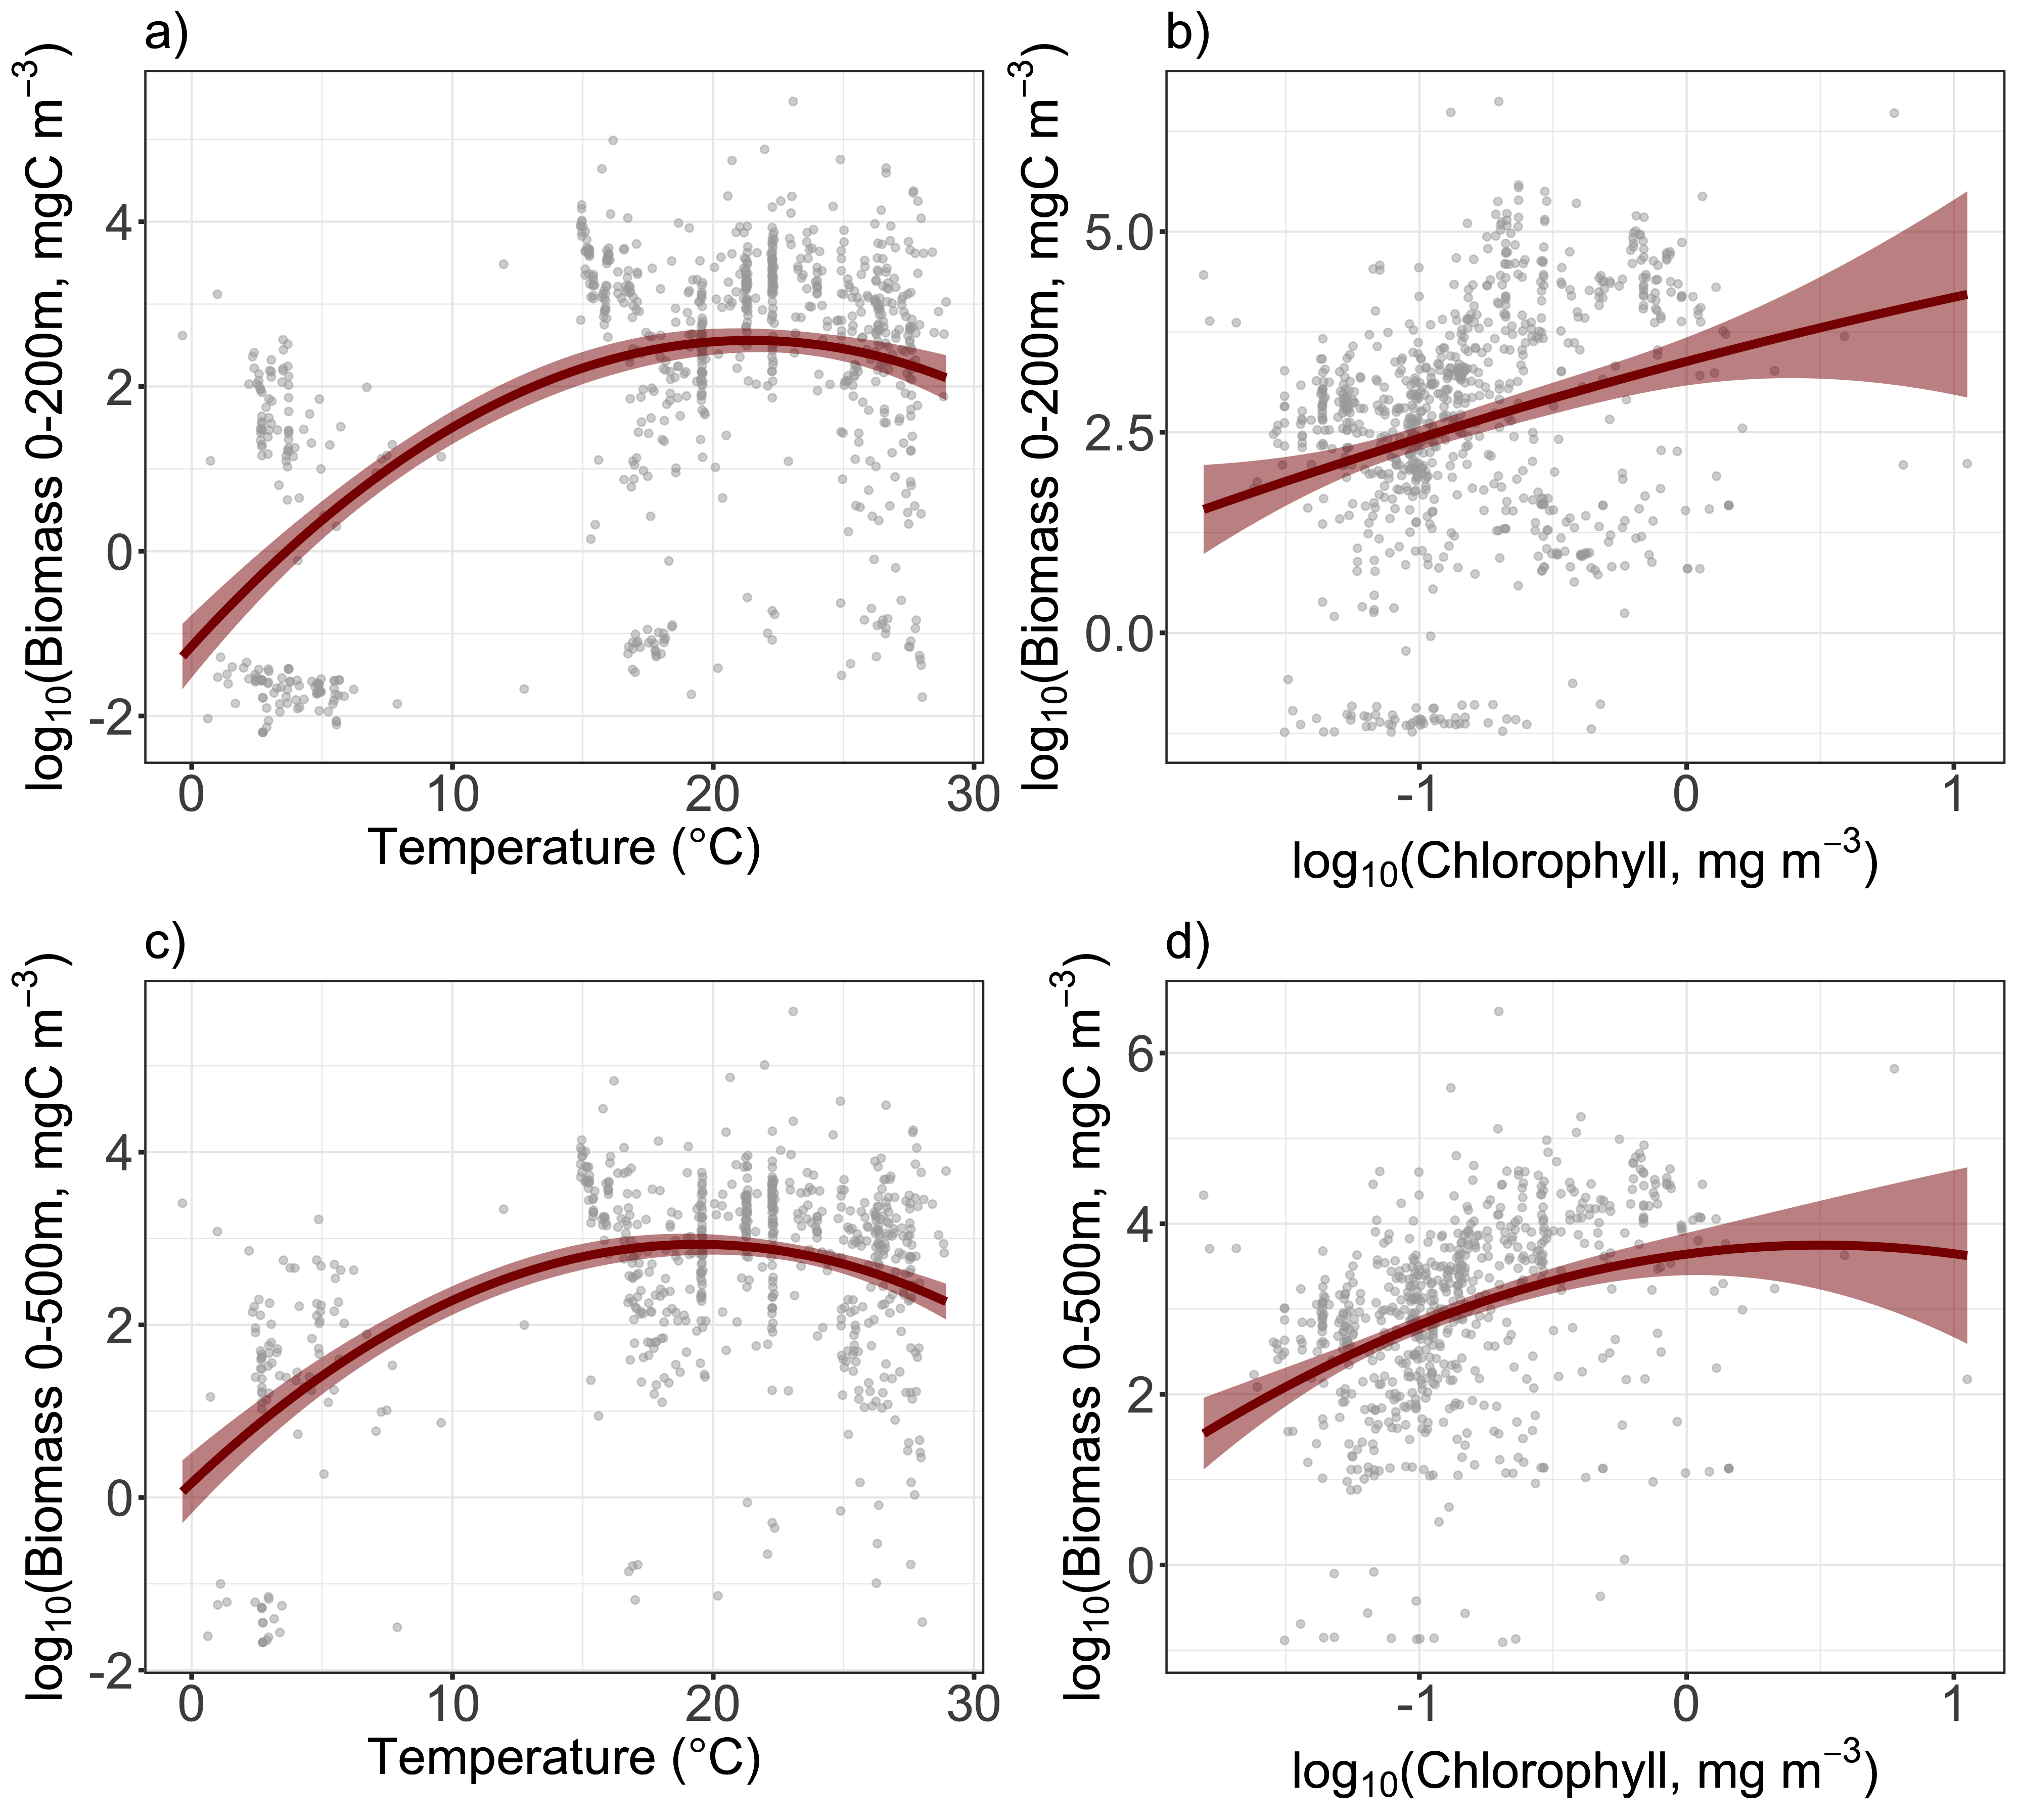 a)
log₁₀(Biomass 0-200m, mgC m⁻³)
4
2
0
-2
0 10 20 30
Temperature (°C)
b)
log₁₀(Biomass 0-200m, mgC m⁻³)
5.0
2.5
0.0
-1 0 1
log₁₀(Chlorophyll, mg m⁻³)
c)
log₁₀(Biomass 0-500m, mgC m⁻³)
4
2
0
-2
0 10 20 30
Temperature (°C)
d)
log₁₀(Biomass 0-500m, mgC m⁻³)
6
4
2
0
-1 0 1
log₁₀(Chlorophyll, mg m⁻³)